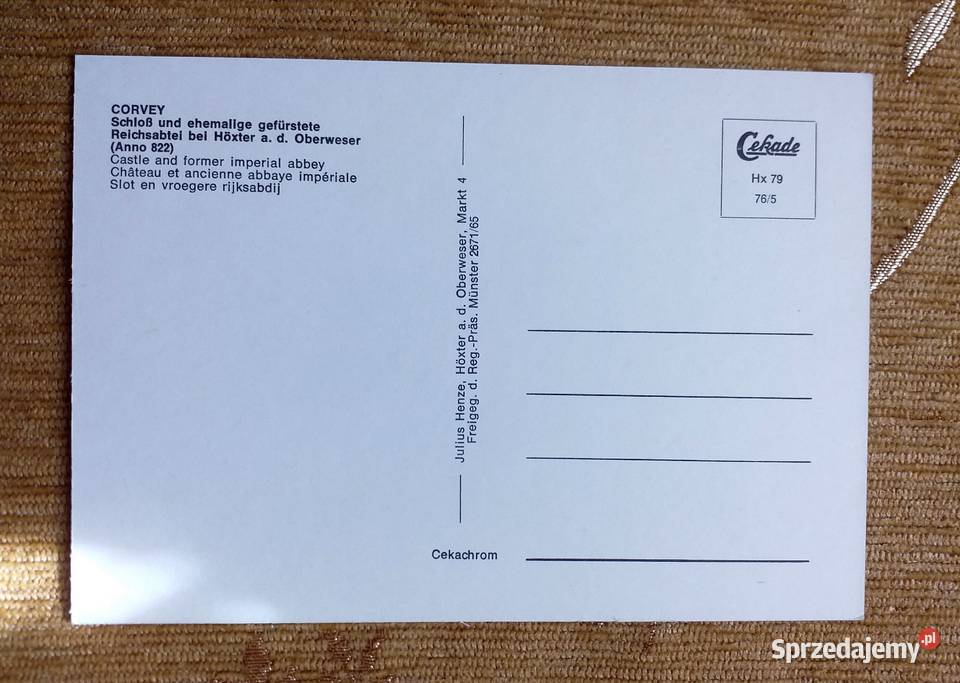 CORVEY
Schloß und ehemalige gefürstete
Reichsabtei bei Höxter a. d. Oberweser
(Anno 822)
Castle and former imperial abbey
Château et ancienne abbaye impériale
Slot en vroegere rijksabdij
Julius Henze, Höxter a. d. Oberweser, Markt 4
Freigeg. d. Reg.-Präs. Münster 2671/65
Cekade
Hx 79
76/5
Cekachrom
Sprzedajemy.pl